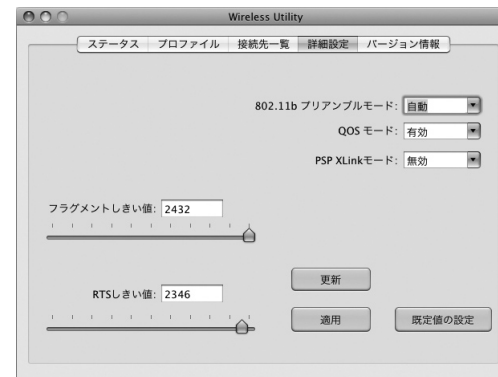 Wireless Utility
ステータス プロファイル 接続先一覧 詳細設定 バージョン情報
802.11b プリアンブルモード: 自動
QOS モード: 有効
PSP XLinkモード: 無効
フラグメントしきい値: 2432
更新
RTSしきい値: 2346
適用 既定値の設定